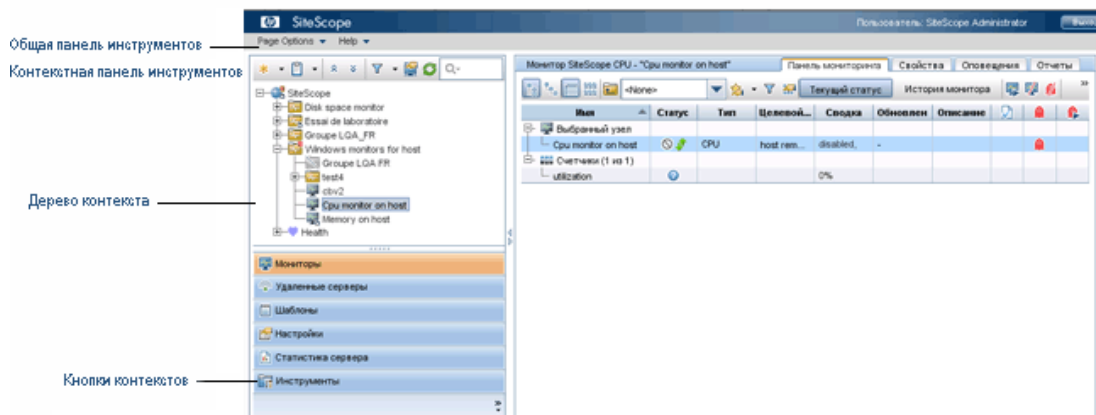 SiteScope
Пользователь: SiteScope Administrator
Общая панель инструментов
Page Options
Help
Контекстная панель инструментов
Монитор SiteScope CPU - "Cpu monitor on host"
Панель мониторинга
Свойства
Оповещения
Отчеты
<None>
Текущий статус
История монитора
Имя
Статус
Тип
Целевой...
Сводка
Обновлен
Описание
Выбранный узел
Cpu monitor on host
CPU
host rem...
disabled,
-
Счетчики (1 из 1)
utilization
0%
SiteScope
Disk space monitor
Essai de laboratoire
Groupe LQA_FR
Windows monitors for host
Groupe LQA FR
test4
cbv2
Cpu monitor on host
Memory on host
Health
Дерево контекста
Мониторы
Удаленные серверы
Шаблоны
Настройки
Статистика сервера
Инструменты
Кнопки контекстов